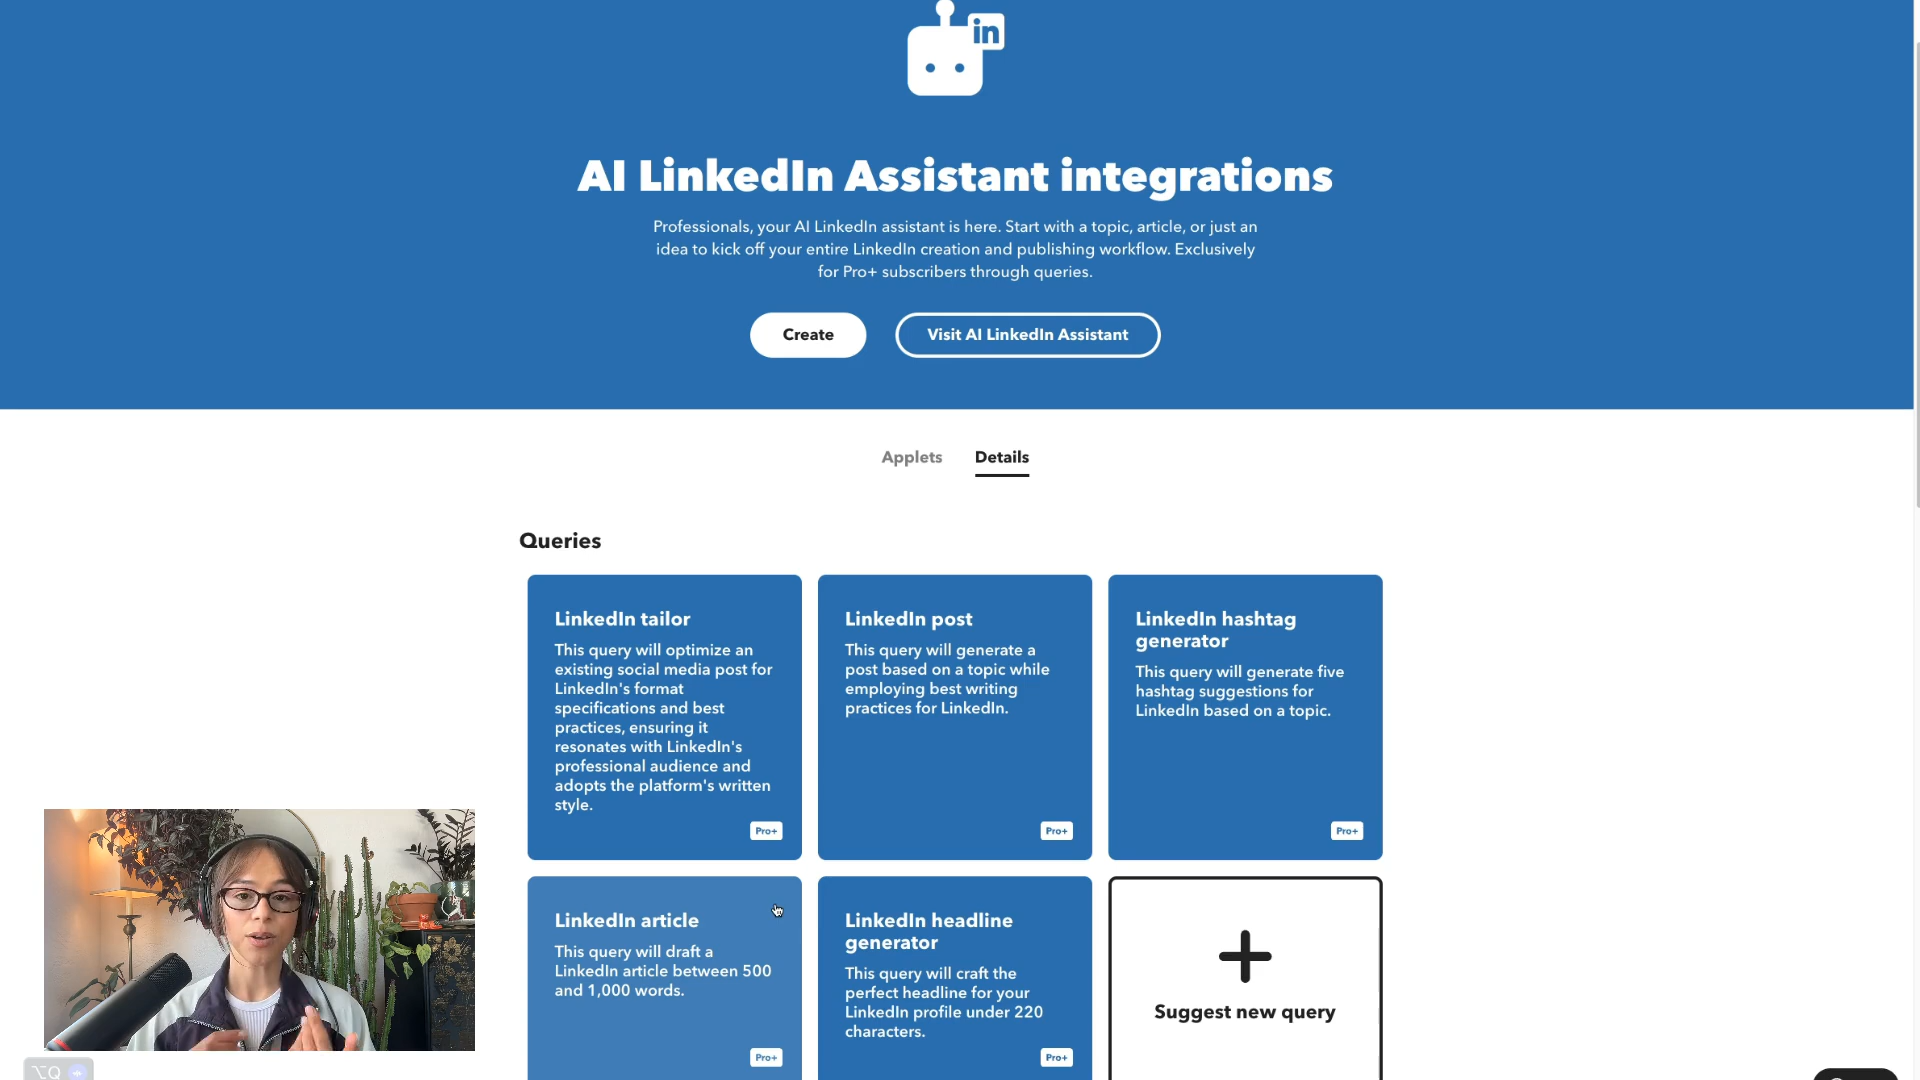 in
AI LinkedIn Assistant integrations
Professionals, your AI LinkedIn assistant is here. Start with a topic, article, or just an
idea to kick off your entire LinkedIn creation and publishing workflow. Exclusively
for Pro+ subscribers through queries.
Create
Visit AI LinkedIn Assistant
Applets
Details
Queries
LinkedIn tailor
This query will optimize an
existing social media post for
LinkedIn's format
specifications and best
practices, ensuring it
resonates with LinkedIn's
professional audience and
adopts the platform's written
style.
Pro+
LinkedIn post
This query will generate a
post based on a topic while
employing best writing
practices for LinkedIn.
Pro+
LinkedIn hashtag
generator
This query will generate five
hashtag suggestions for
LinkedIn based on a topic.
Pro+
LinkedIn article
This query will draft a
LinkedIn article between 500
and 1,000 words.
Pro+
LinkedIn headline
generator
This query will craft the
perfect headline for your
LinkedIn profile under 220
characters.
Pro+
Suggest new query
⌥Q